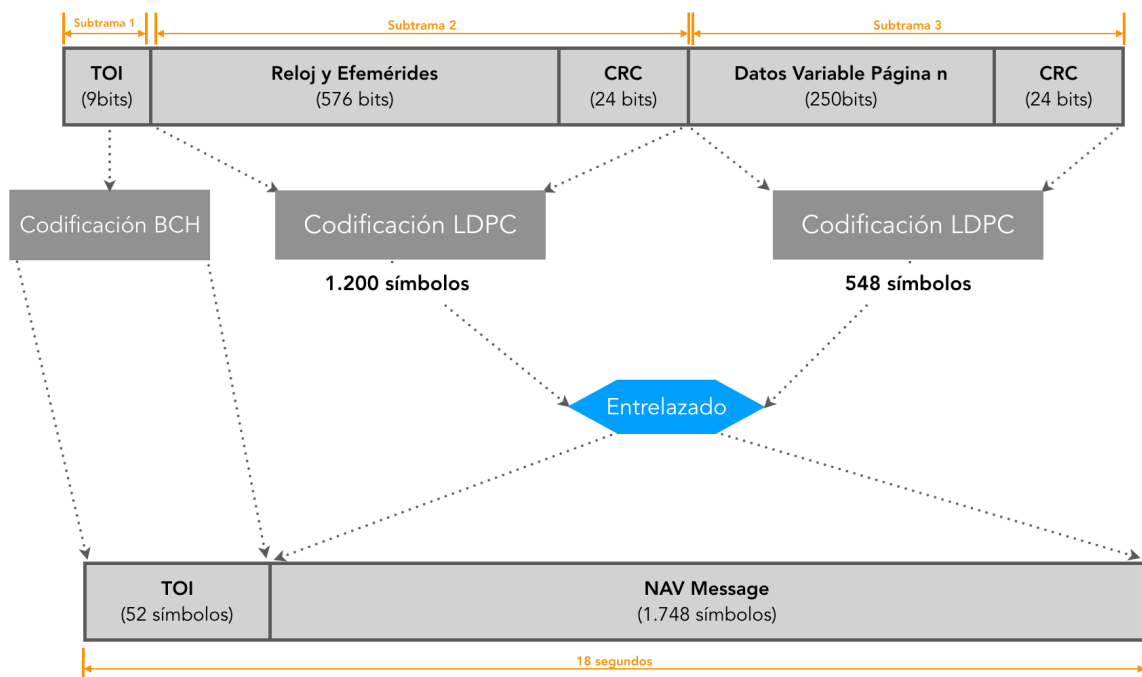 Subtrama 1
Subtrama 2
Subtrama 3
TOI
(9bits)
Reloj y Efemérides
(576 bits)
CRC
(24 bits)
Datos Variable Página n
(250bits)
CRC
(24 bits)
Codificación BCH
Codificación LDPC
Codificación LDPC
1.200 símbolos
548 símbolos
Entrelazado
TOI
(52 símbolos)
NAV Message
(1.748 símbolos)
18 segundos